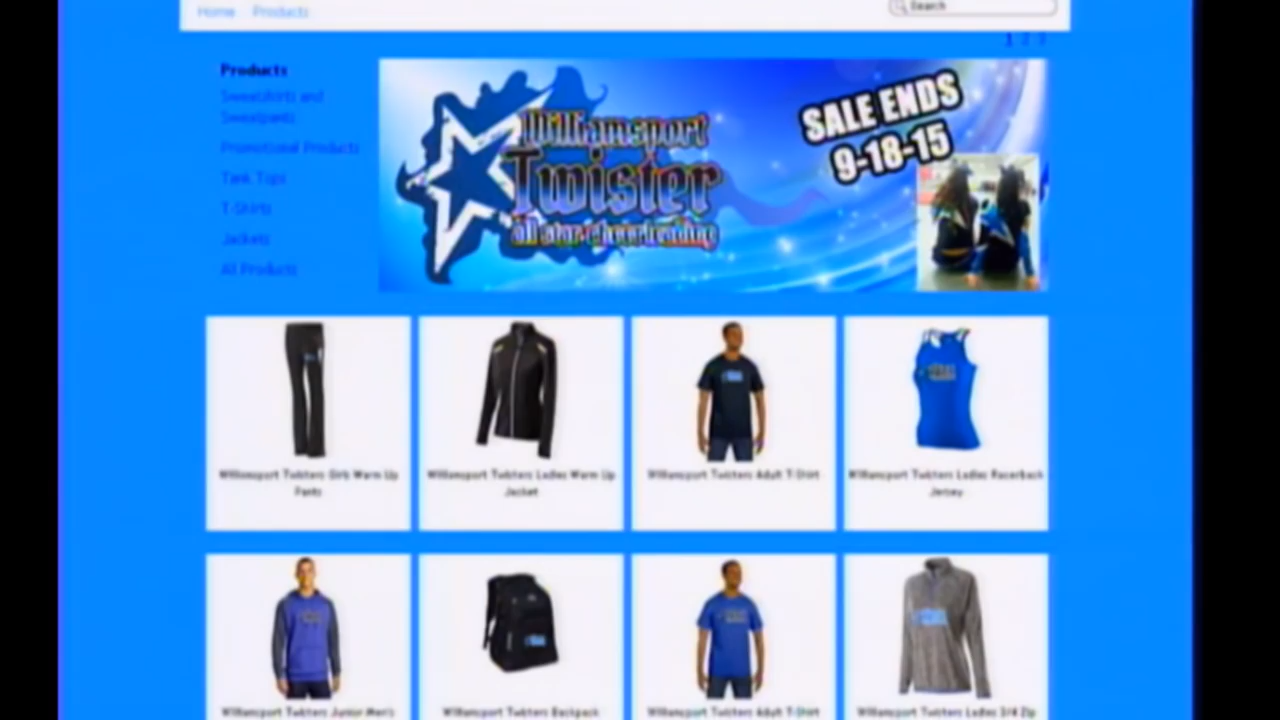 Home Products
Search
1 2 3
Products
Sweatshirts and
Sweatpants
Promotional Products
Tank Tops
T-Shirts
Jackets
All Products
Williamsport
Twister
all star cheerleading
SALE ENDS
9-18-15
Williamsport Twisters Girls Warm Up
Pants
Williamsport Twisters Ladies Warm Up
Jacket
Williamsport Twisters Adult T-Shirt
Williamsport Twisters Ladies Racerback
Jersey
Williamsport Twisters Junior Men's
Williamsport Twisters Backpack
Williamsport Twisters Adult T-Shirt
Williamsport Twisters Ladies 3/4 Zip